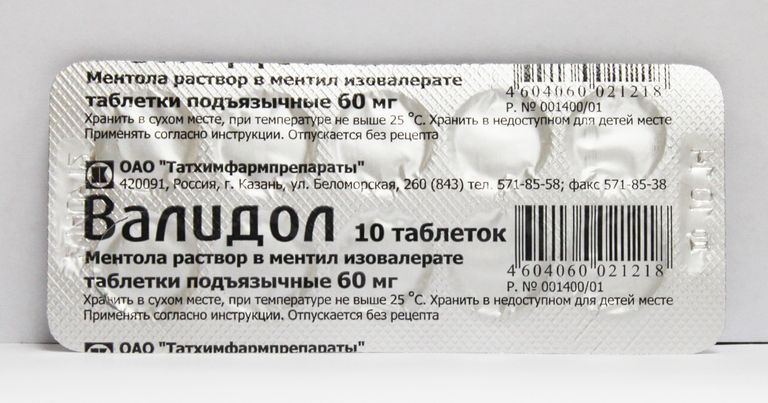 Ментола раствор в ментил изовалерате
таблетки подъязычные 60 мг
Хранить в сухом месте, при температуре не выше 25 °С. Хранить в недоступном для детей месте
Применять согласно инструкции. Отпускается без рецепта
4 604060 021218
Р. № 001400/01
ОАО "Татхимфармпрепараты"
420091, Россия, г. Казань, ул. Беломорская, 260 (843) тел. 571-85-58; факс 571-85-38
Валидол 10 таблеток
Ментола раствор в ментил изовалерате
таблетки подъязычные 60 мг
Хранить в сухом месте, при температуре не выше 25 °С. Хранить в недоступном для детей месте
Применять согласно инструкции. Отпускается без рецепта
4 604060 021218
Р. № 001400/01
ОАО "Татхимфармпрепараты"